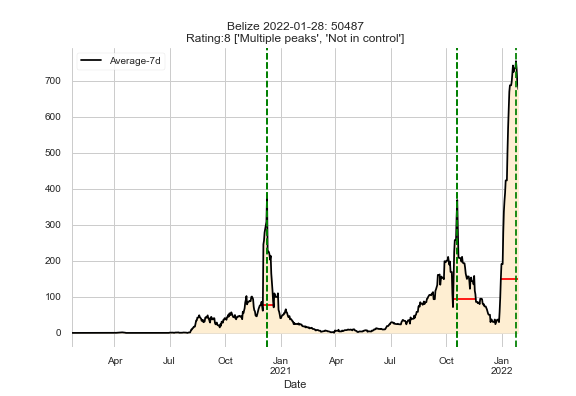 Belize 2022-01-28: 50487
Rating:8 ['Multiple peaks', 'Not in control']
Average-7d
700
600
500
400
300
200
100
0
Apr Jul Oct Jan Apr Jul Oct Jan
2021 2022
Date